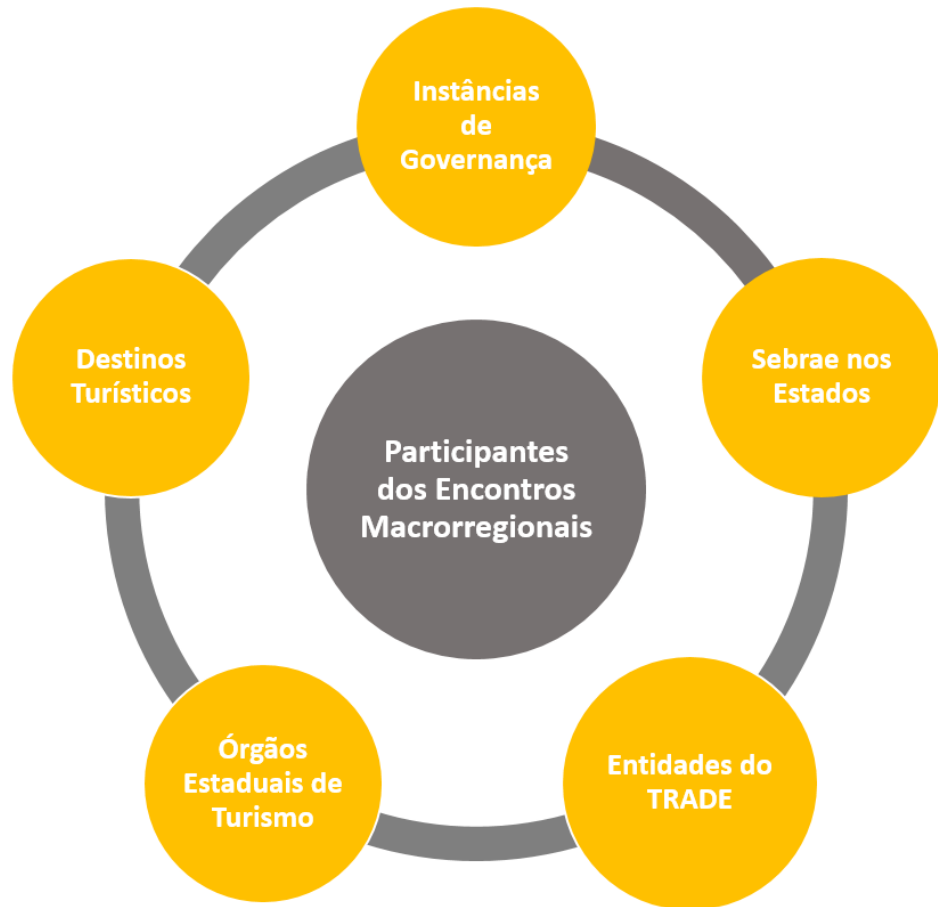 Instâncias
de
Governança
Sebrae nos
Estados
Entidades do
TRADE
Órgãos
Estaduais de
Turismo
Destinos
Turísticos
Participantes
dos Encontros
Macrorregionais